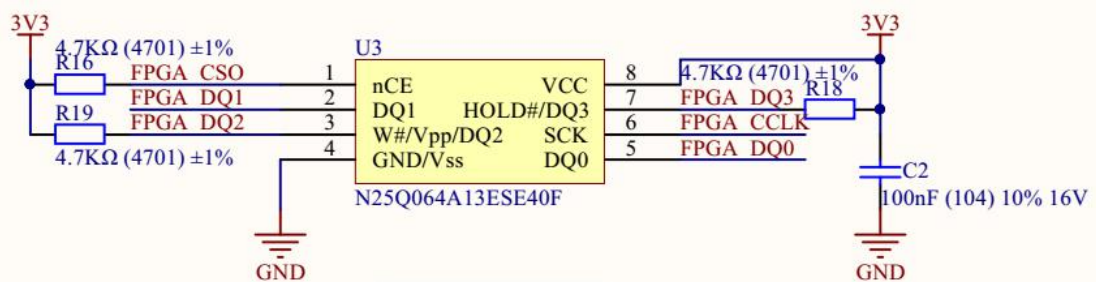 3V3
4.7KΩ (4701) ±1%
R16
FPGA_CSO
FPGA_DQ1
R19
FPGA_DQ2
4.7KΩ (4701) ±1%
U3
1
2
3
4
nCE
DQ1
W#/Vpp/DQ2
GND/Vss
VCC
HOLD#/DQ3
SCK
DQ0
8
7
6
5
N25Q064A13ESE40F
GND
3V3
4.7KΩ (4701) ±1%
R18
FPGA_DQ3
FPGA_CCLK
FPGA_DQ0
C2
100nF (104) 10% 16V
GND